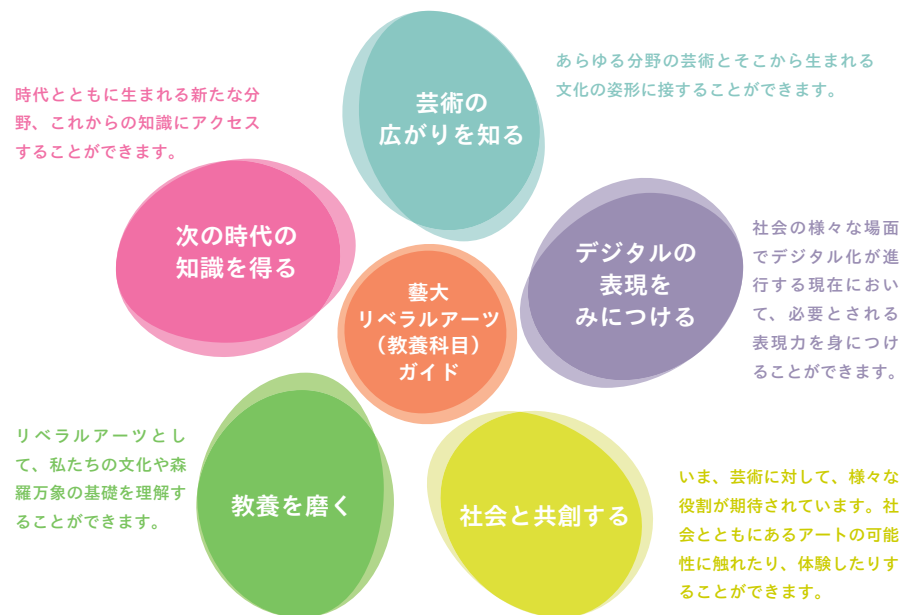 芸術の
広がりを知る
あらゆる分野の芸術とそこから生まれる
文化の姿形に接することができます。
時代とともに生まれる新たな分
野、これからの知識にアクセス
することができます。
次の時代の
知識を得る
デジタルの
表現を
みにつける
社会の様々な場面
でデジタル化が進
行する現在におい
て、必要とされる
表現力を身につけ
ることができます。
藝大
リベラルアーツ
（教養科目）
ガイド
リベラルアーツとし
て、私たちの文化や森
羅万象の基礎を理解す
ることができます。
教養を磨く
社会と共創する
いま、芸術に対して、様々な
役割が期待されています。社
会とともにあるアートの可能
性に触れたり、体験したりす
ることができます。